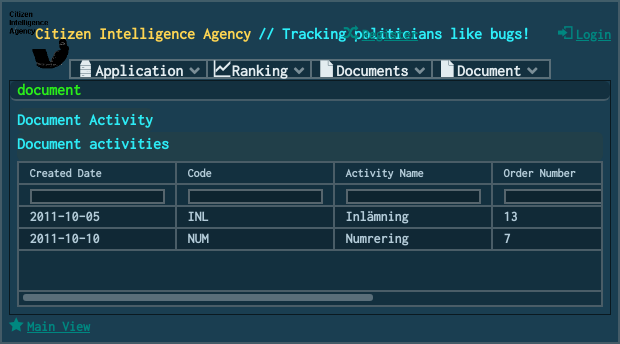 Citizen
Intelligence
Agency
Citizen Intelligence Agency // Tracking politicians like bugs!
Register
Login
Application
Ranking
Documents
Document
document
Document Activity
Document activities
Created Date Code Activity Name Order Number
2011-10-05 INL Inlämning 13
2011-10-10 NUM Numrering 7
Main View